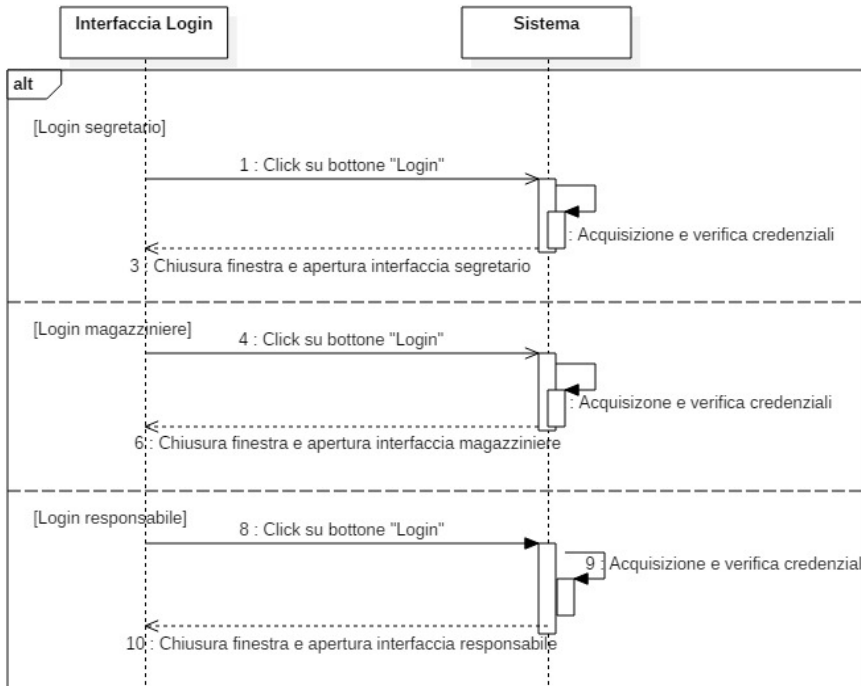 Interfaccia Login
Sistema
alt
[Login segretario]
1 : Click su bottone "Login"
: Acquisizione e verifica credenziali
3 : Chiusura finestra e apertura interfaccia segretario
[Login magazziniere]
4 : Click su bottone "Login"
: Acquisizone e verifica credenziali
6 : Chiusura finestra e apertura interfaccia magazziniere
[Login responsabile]
8 : Click su bottone "Login"
9 : Acquisizione e verifica credenzial
10 : Chiusura finestra e apertura interfaccia responsabile